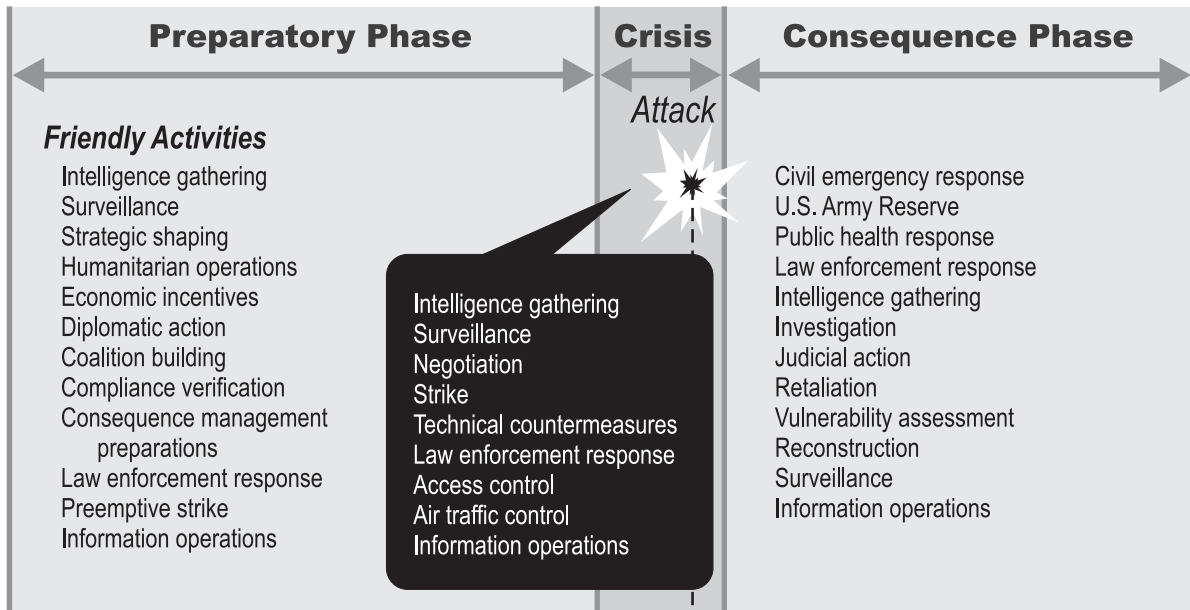 Preparatory Phase
Crisis
Consequence Phase
Attack
Friendly Activities
Intelligence gathering
Surveillance
Strategic shaping
Humanitarian operations
Economic incentives
Diplomatic action
Coalition building
Compliance verification
Consequence management
preparations
Law enforcement response
Preemptive strike
Information operations
Intelligence gathering
Surveillance
Negotiation
Strike
Technical countermeasures
Law enforcement response
Access control
Air traffic control
Information operations
Civil emergency response
U.S. Army Reserve
Public health response
Law enforcement response
Intelligence gathering
Investigation
Judicial action
Retaliation
Vulnerability assessment
Reconstruction
Surveillance
Information operations